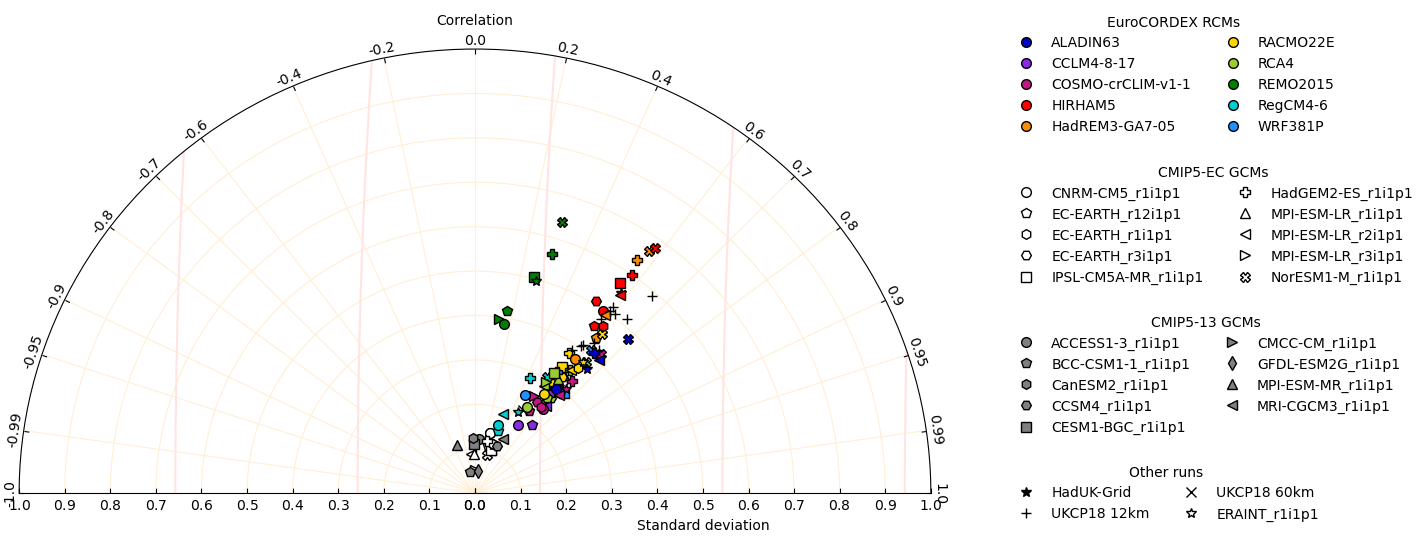 Correlation
-0.2 0.0 0.2
-0.4 0.4
-0.6 0.6
-0.7 0.7
-0.8 0.8
-0.9 0.9
-0.95 0.95
-0.99 0.99
-1.0 1.0
1.0 0.9 0.8 0.7 0.6 0.5 0.4 0.3 0.2 0.1 0.0 0.1 0.2 0.3 0.4 0.5 0.6 0.7 0.8 0.9 1.0
Standard deviation
EuroCORDEX RCMs
ALADIN63 RACMO22E
CCLM4-8-17 RCA4
COSMO-crCLIM-v1-1 REMO2015
HIRHAM5 RegCM4-6
HadREM3-GA7-05 WRF381P
CMIP5-EC GCMs
CNRM-CM5_r1i1p1 HadGEM2-ES_r1i1p1
EC-EARTH_r12i1p1 MPI-ESM-LR_r1i1p1
EC-EARTH_r1i1p1 MPI-ESM-LR_r2i1p1
EC-EARTH_r3i1p1 MPI-ESM-LR_r3i1p1
IPSL-CM5A-MR_r1i1p1 NorESM1-M_r1i1p1
CMIP5-13 GCMs
ACCESS1-3_r1i1p1 CMCC-CM_r1i1p1
BCC-CSM1-1_r1i1p1 GFDL-ESM2G_r1i1p1
CanESM2_r1i1p1 MPI-ESM-MR_r1i1p1
CCSM4_r1i1p1 MRI-CGCM3_r1i1p1
CESM1-BGC_r1i1p1
Other runs
HadUK-Grid UKCP18 60km
UKCP18 12km ERAINT_r1i1p1